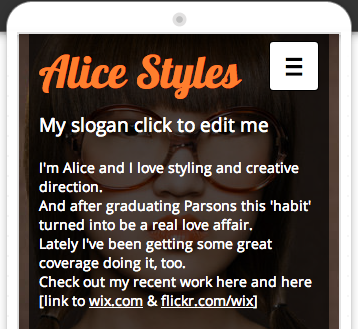 Alice Styles
My slogan click to edit me
I'm Alice and I love styling and creative
direction.
And after graduating Parsons this 'habit'
turned into be a real love affair.
Lately I've been getting some great
coverage doing it, too.
Check out my recent work here and here
[link to wix.com & flickr.com/wix]